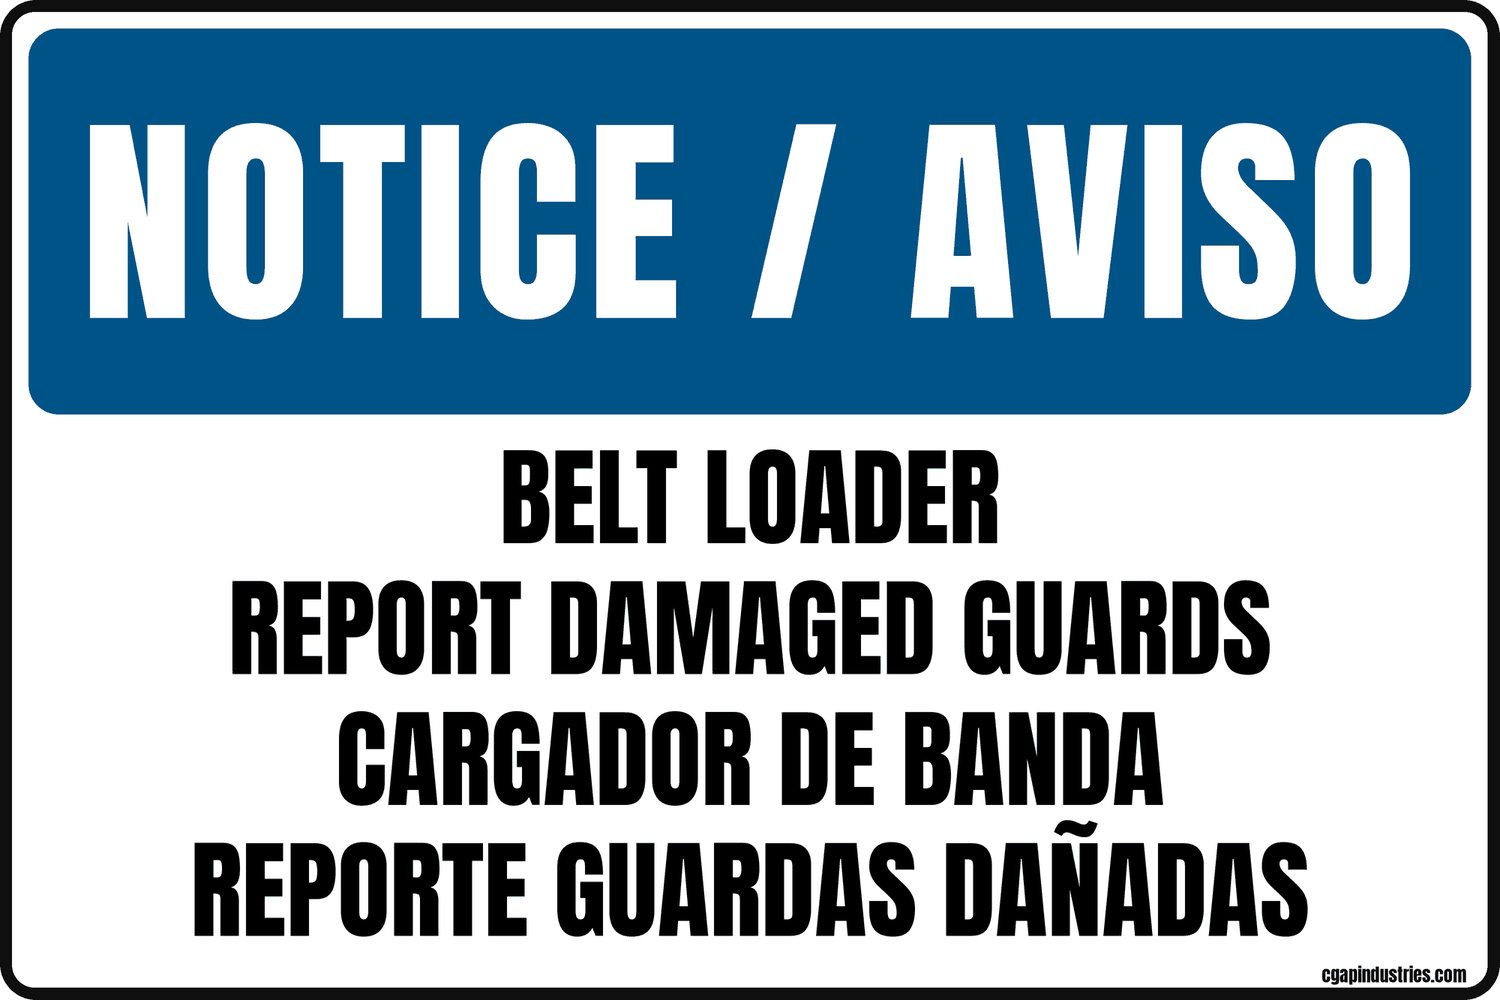 NOTICE / AVISO
BELT LOADER
REPORT DAMAGED GUARDS
CARGADOR DE BANDA
REPORTE GUARDAS DAÑADAS
cgapindustries.com